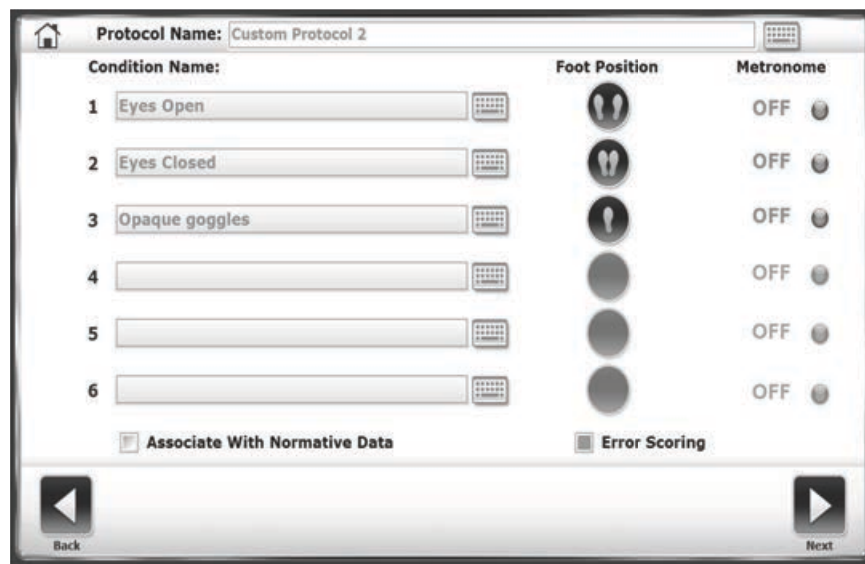 Protocol Name: Custom Protocol 2
Condition Name: Foot Position Metronome
1 Eyes Open OFF
2 Eyes Closed OFF
3 Opaque goggles OFF
4 OFF
5 OFF
6 OFF
Associate With Normative Data Error Scoring
Back Next